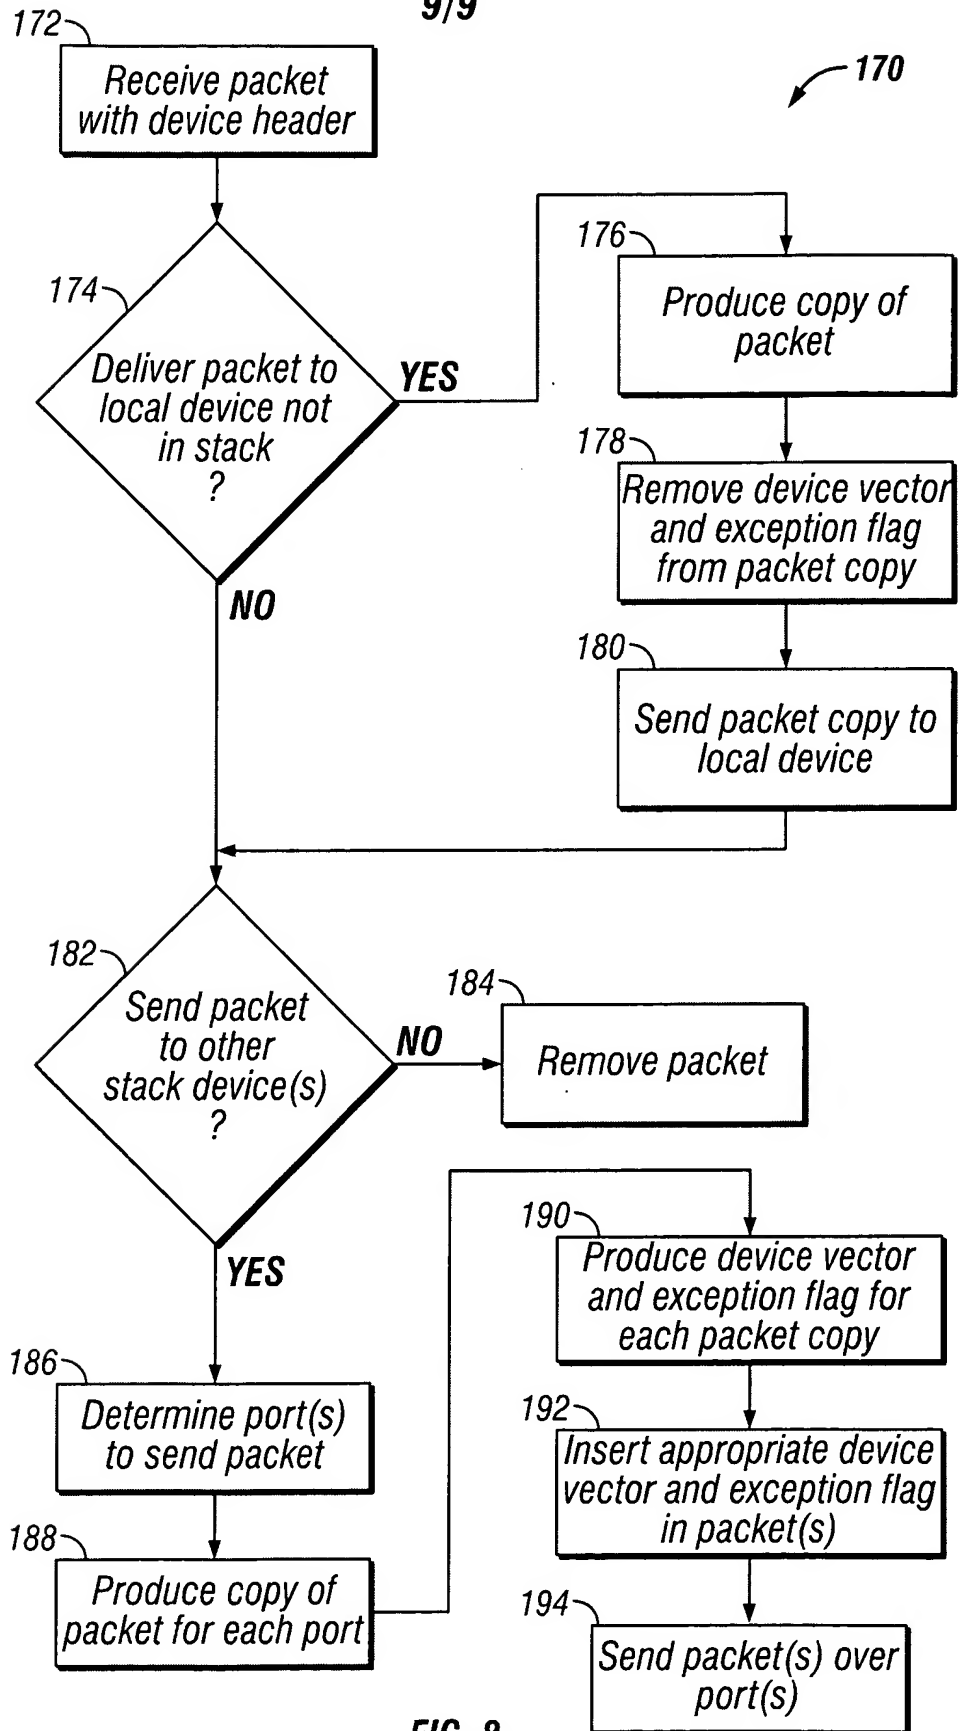 9/9
172
Receive packet
with device header
170
174
Deliver packet to
local device not
in stack
?
YES
NO
176
Produce copy of
packet
178
Remove device vector
and exception flag
from packet copy
180
Send packet copy to
local device
182
Send packet
to other
stack device(s)
?
NO
184
Remove packet
YES
186
Determine port(s)
to send packet
188
Produce copy of
packet for each port
190
Produce device vector
and exception flag for
each packet copy
192
Insert appropriate device
vector and exception flag
in packet(s)
194
Send packet(s) over
port(s)
FIG.